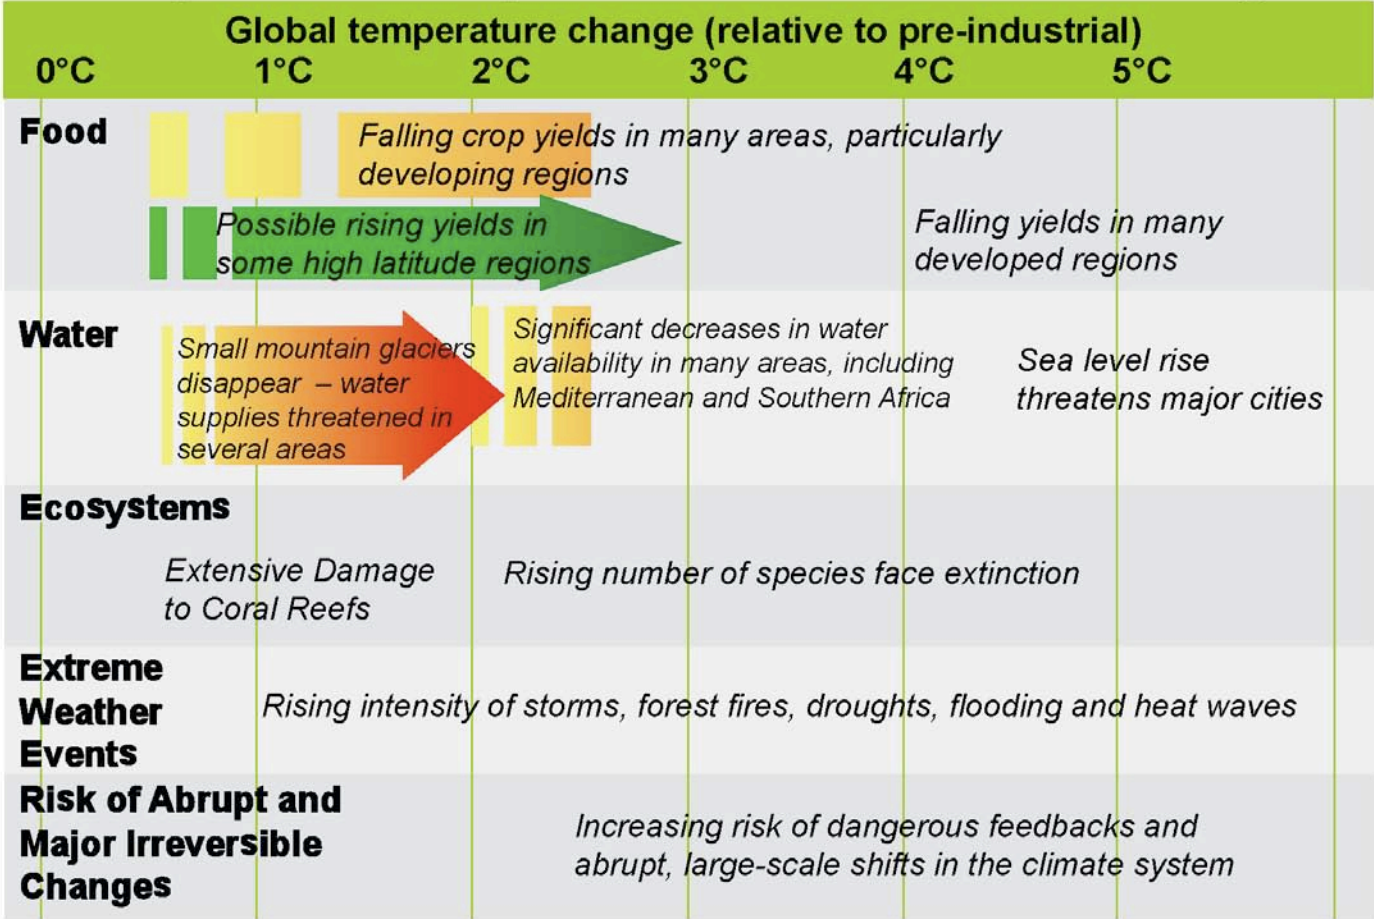 Global temperature change (relative to pre-industrial)
0°C 1°C 2°C 3°C 4°C 5°C
Food
Falling crop yields in many areas, particularly
developing regions
Possible rising yields in
some high latitude regions
Falling yields in many
developed regions
Water
Small mountain glaciers
disappear – water
supplies threatened in
several areas
Significant decreases in water
availability in many areas, including
Mediterranean and Southern Africa
Sea level rise
threatens major cities
Ecosystems
Extensive Damage
to Coral Reefs
Rising number of species face extinction
Extreme
Weather
Events
Rising intensity of storms, forest fires, droughts, flooding and heat waves
Risk of Abrupt and
Major Irreversible
Changes
Increasing risk of dangerous feedbacks and
abrupt, large-scale shifts in the climate system